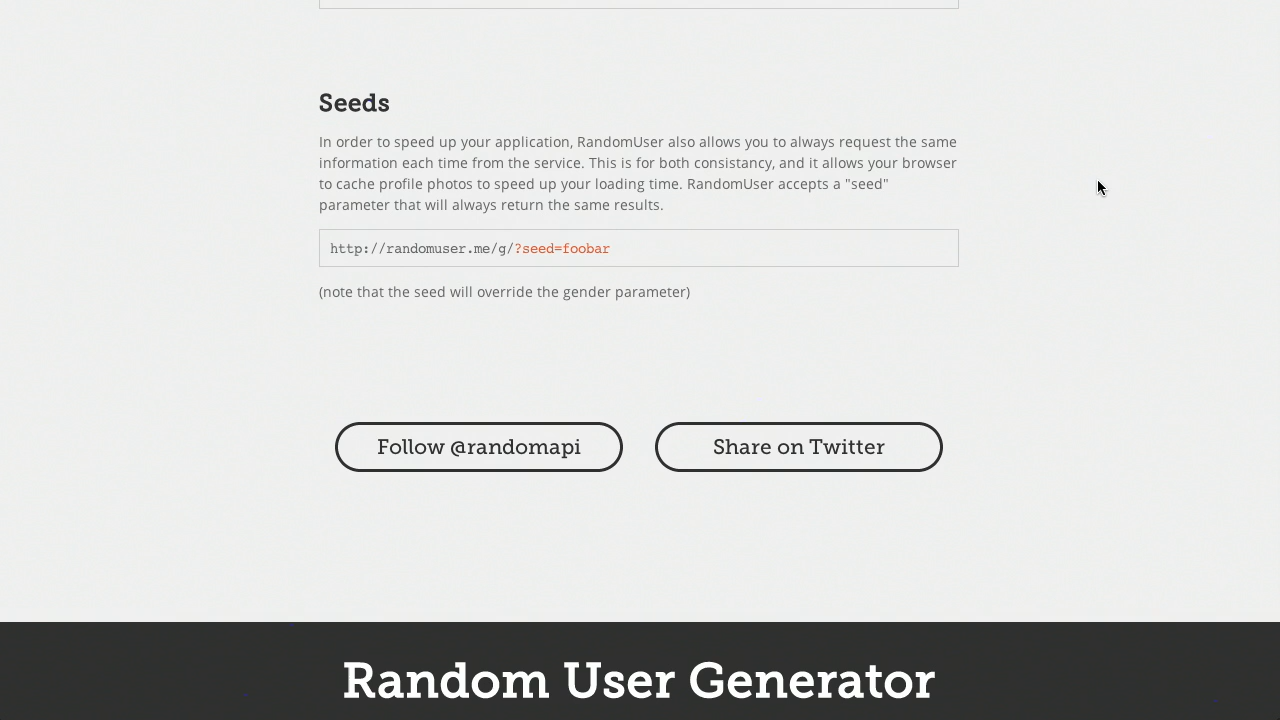 Seeds
In order to speed up your application, RandomUser also allows you to always request the same
information each time from the service. This is for both consistancy, and it allows your browser
to cache profile photos to speed up your loading time. RandomUser accepts a "seed"
parameter that will always return the same results.
http://randomuser.me/g/?seed=foobar
(note that the seed will override the gender parameter)
Follow @randomapi
Share on Twitter
Random User Generator